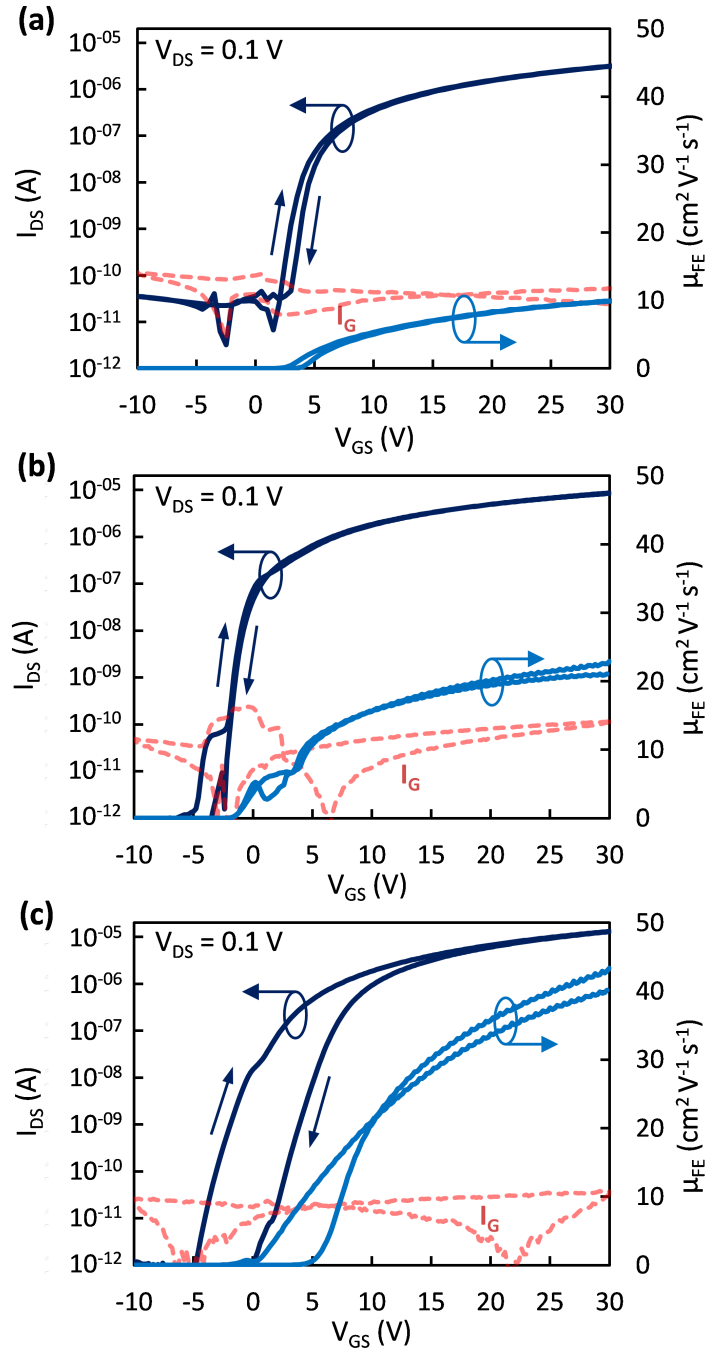 (a)
V_DS = 0.1 V
10^-05
10^-06
10^-07
10^-08
10^-09
10^-10
10^-11
10^-12
I_DS (A)
50
40
30
20
10
0
μ_FE (cm² V⁻¹ s⁻¹)
I_G
-10 -5 0 5 10 15 20 25 30
V_GS (V)
(b)
V_DS = 0.1 V
10^-05
10^-06
10^-07
10^-08
10^-09
10^-10
10^-11
10^-12
I_DS (A)
50
40
30
20
10
0
μ_FE (cm² V⁻¹ s⁻¹)
I_G
-10 -5 0 5 10 15 20 25 30
V_GS (V)
(c)
V_DS = 0.1 V
10^-05
10^-06
10^-07
10^-08
10^-09
10^-10
10^-11
10^-12
I_DS (A)
50
40
30
20
10
0
μ_FE (cm² V⁻¹ s⁻¹)
I_G
-10 -5 0 5 10 15 20 25 30
V_GS (V)